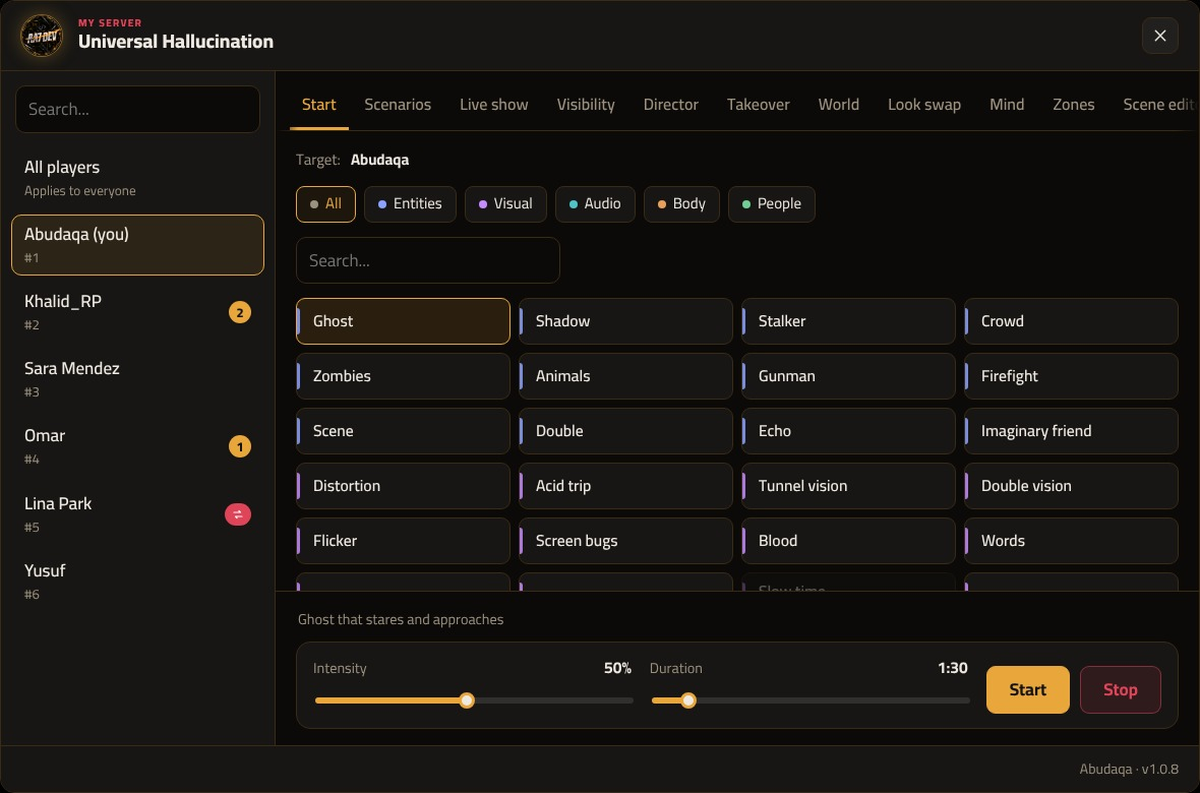 MY SERVER
Universal Hallucination
Search...
All players
Applies to everyone
Abudaqa (you)
#1
Khalid_RP
#2
2
Sara Mendez
#3
Omar
#4
1
Lina Park
#5
Yusuf
#6
Start Scenarios Live show Visibility Director Takeover World Look swap Mind Zones Scene edit
Target: Abudaqa
All Entities Visual Audio Body People
Search...
Ghost Shadow Stalker Crowd
Zombies Animals Gunman Firefight
Scene Double Echo Imaginary friend
Distortion Acid trip Tunnel vision Double vision
Flicker Screen bugs Blood Words
Slow time
Ghost that stares and approaches
Intensity 50% Duration 1:30
Start Stop
Abudaqa · v1.0.8